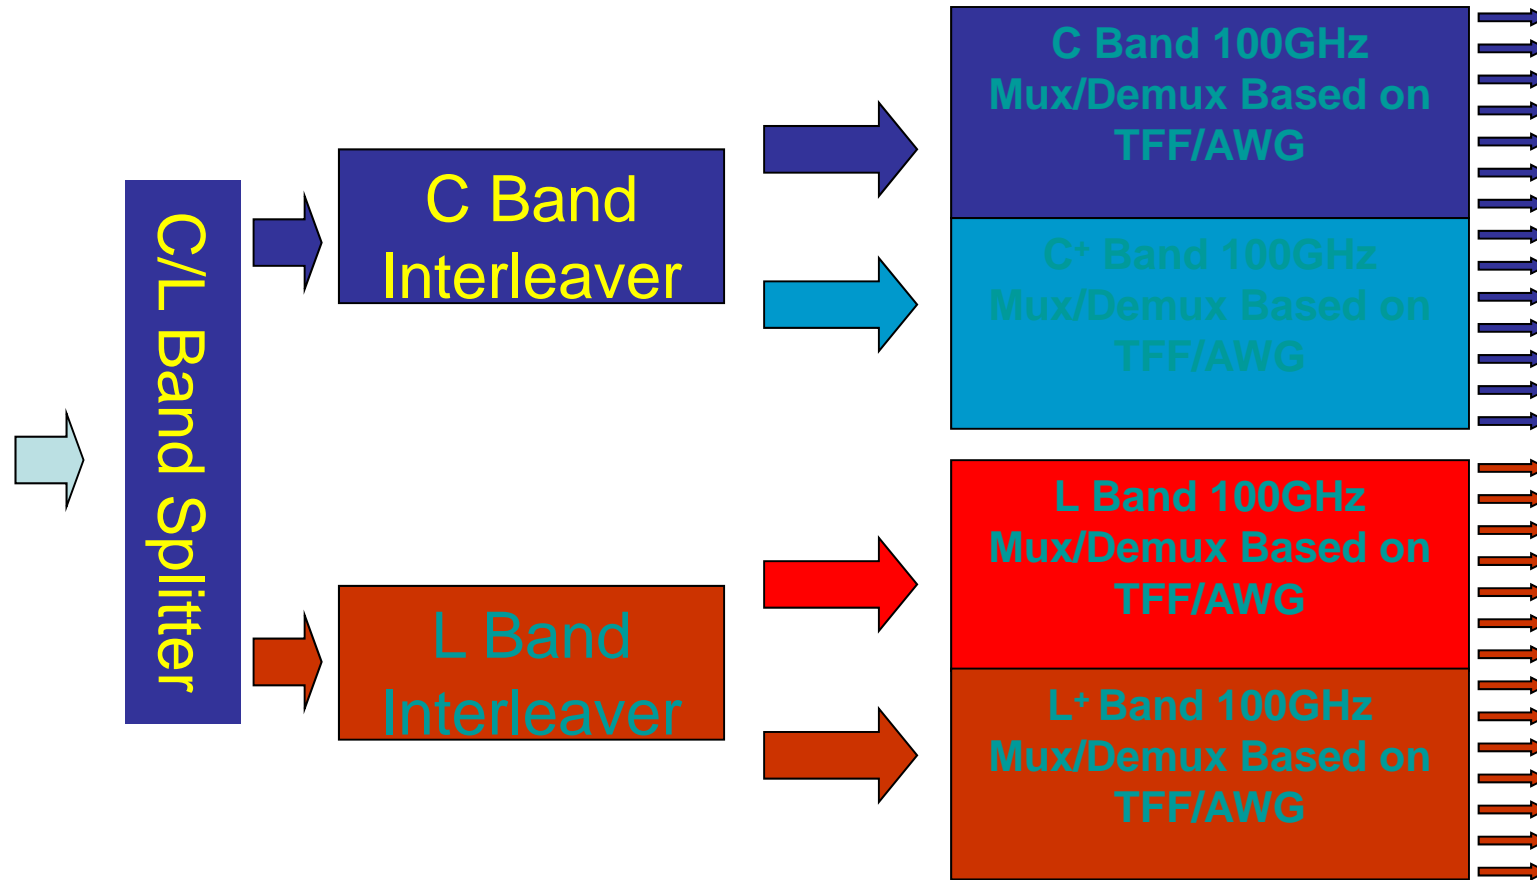 C/L Band Splitter
C Band
Interleaver
L Band
Interleaver
C Band 100GHz
Mux/Demux Based on
TFF/AWG
C⁺ Band 100GHz
Mux/Demux Based on
TFF/AWG
L Band 100GHz
Mux/Demux Based on
TFF/AWG
L⁺ Band 100GHz
Mux/Demux Based on
TFF/AWG